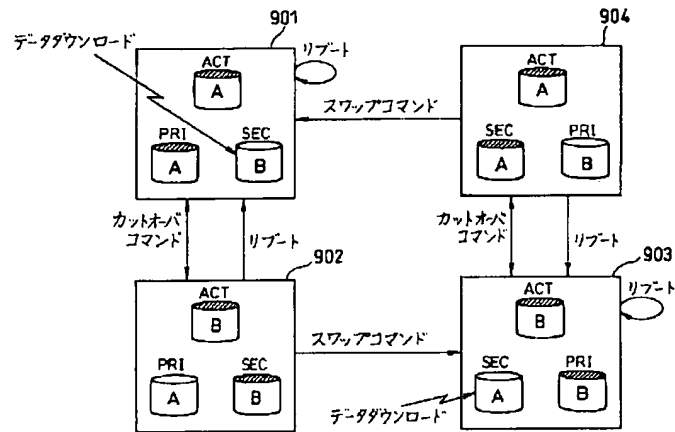 901
904
データダウンロード
リブート
ACT
A
PRI
A
SEC
B
スワップコマンド
ACT
A
SEC
A
PRI
B
カットオーバ
コマンド
リブート
カットオーバ
コマンド
リブート
902
903
リブート
ACT
B
PRI
A
SEC
B
スワップコマンド
ACT
B
SEC
A
PRI
B
データダウンロード